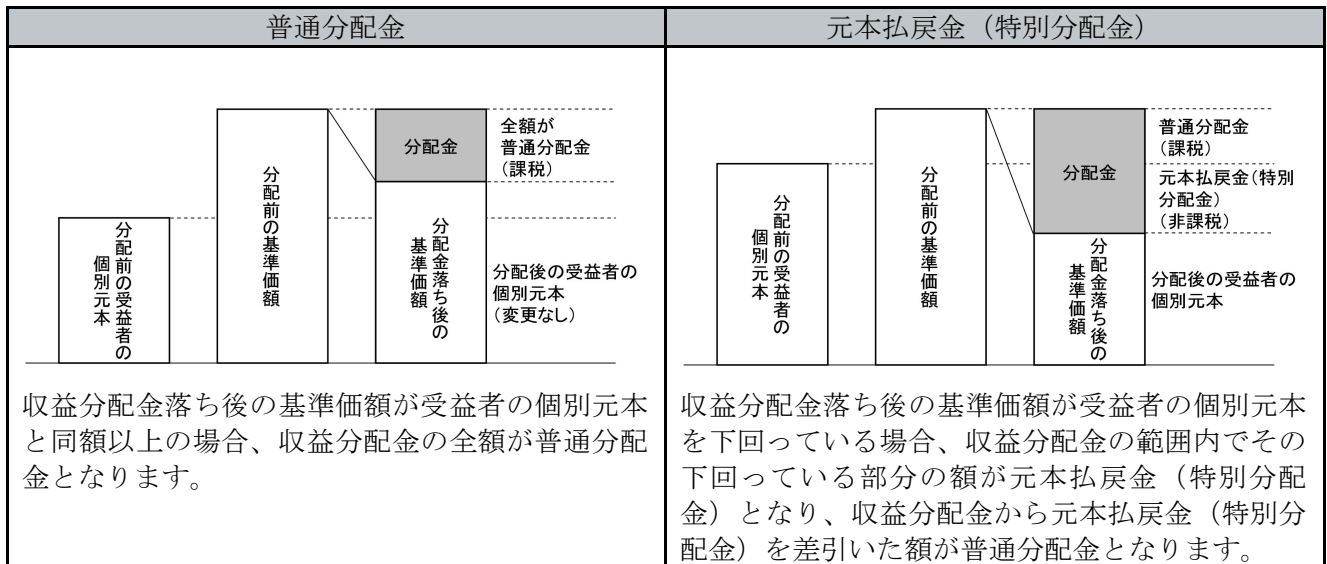 普通分配金
分配前の受益者の
個別元本
分配前の基準価額
分配金
分配金落ち後の
基準価額
全額が
普通分配金
（課税）
分配後の受益者の
個別元本
（変更なし）
収益分配金落ち後の基準価額が受益者の個別元本
と同額以上の場合、収益分配金の全額が普通分配
金となります。
元本払戻金（特別分配金）
分配前の受益者の
個別元本
分配前の基準価額
分配金
分配金落ち後の
基準価額
普通分配金
（課税）
元本払戻金（特別
分配金）
（非課税）
分配後の受益者の
個別元本
収益分配金落ち後の基準価額が受益者の個別元本
を下回っている場合、収益分配金の範囲内でその
下回っている部分の額が元本払戻金（特別分配
金）となり、収益分配金から元本払戻金（特別分
配金）を差引いた額が普通分配金となります。